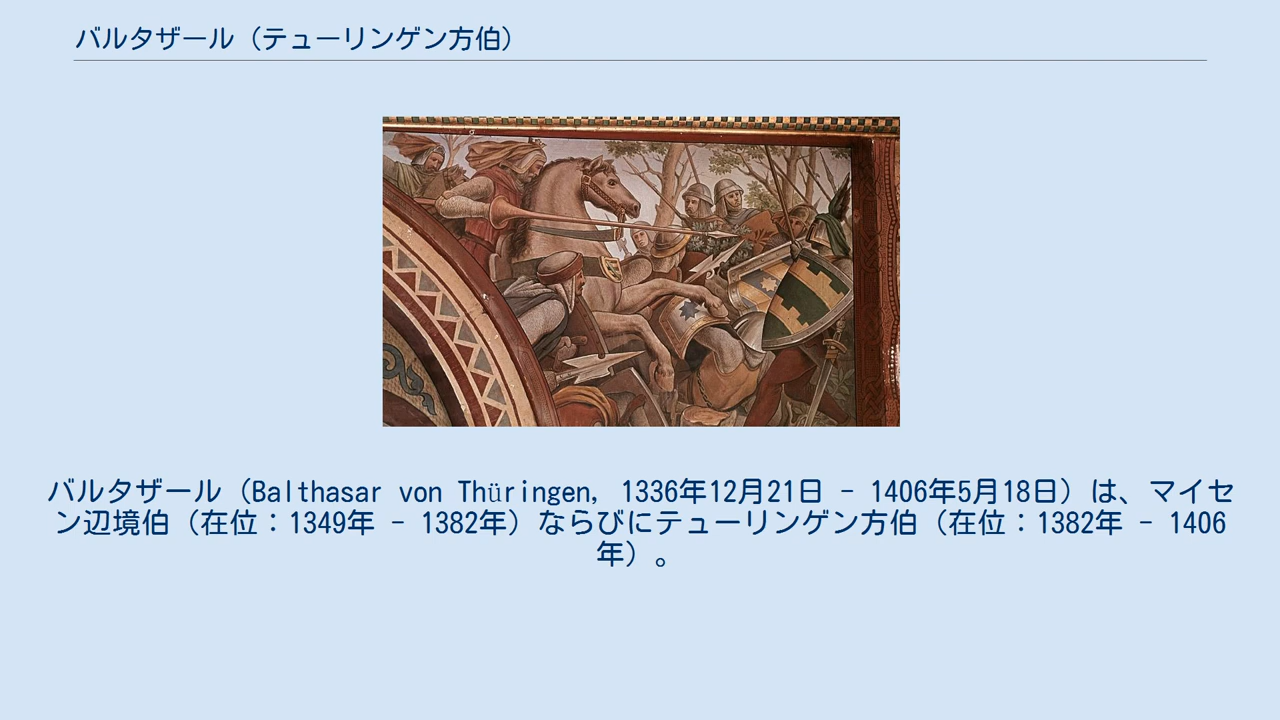 バルタザール（テューリンゲン方伯）
バルタザール（Balthasar von Thüringen, 1336年12月21日 - 1406年5月18日）は、マイセ
ン辺境伯（在位：1349年 - 1382年）ならびにテューリンゲン方伯（在位：1382年 - 1406
年）。